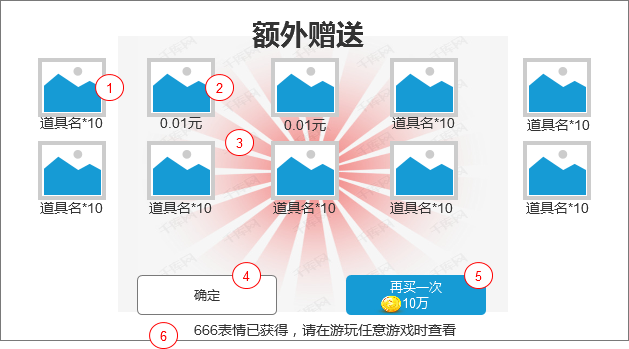 额外赠送
1
2
道具名*10 0.01元 0.01元 道具名*10 道具名*10
3
道具名*10 道具名*10 道具名*10 道具名*10 道具名*10
4
5
确定
再买一次
10万
6
666表情已获得，请在游玩任意游戏时查看